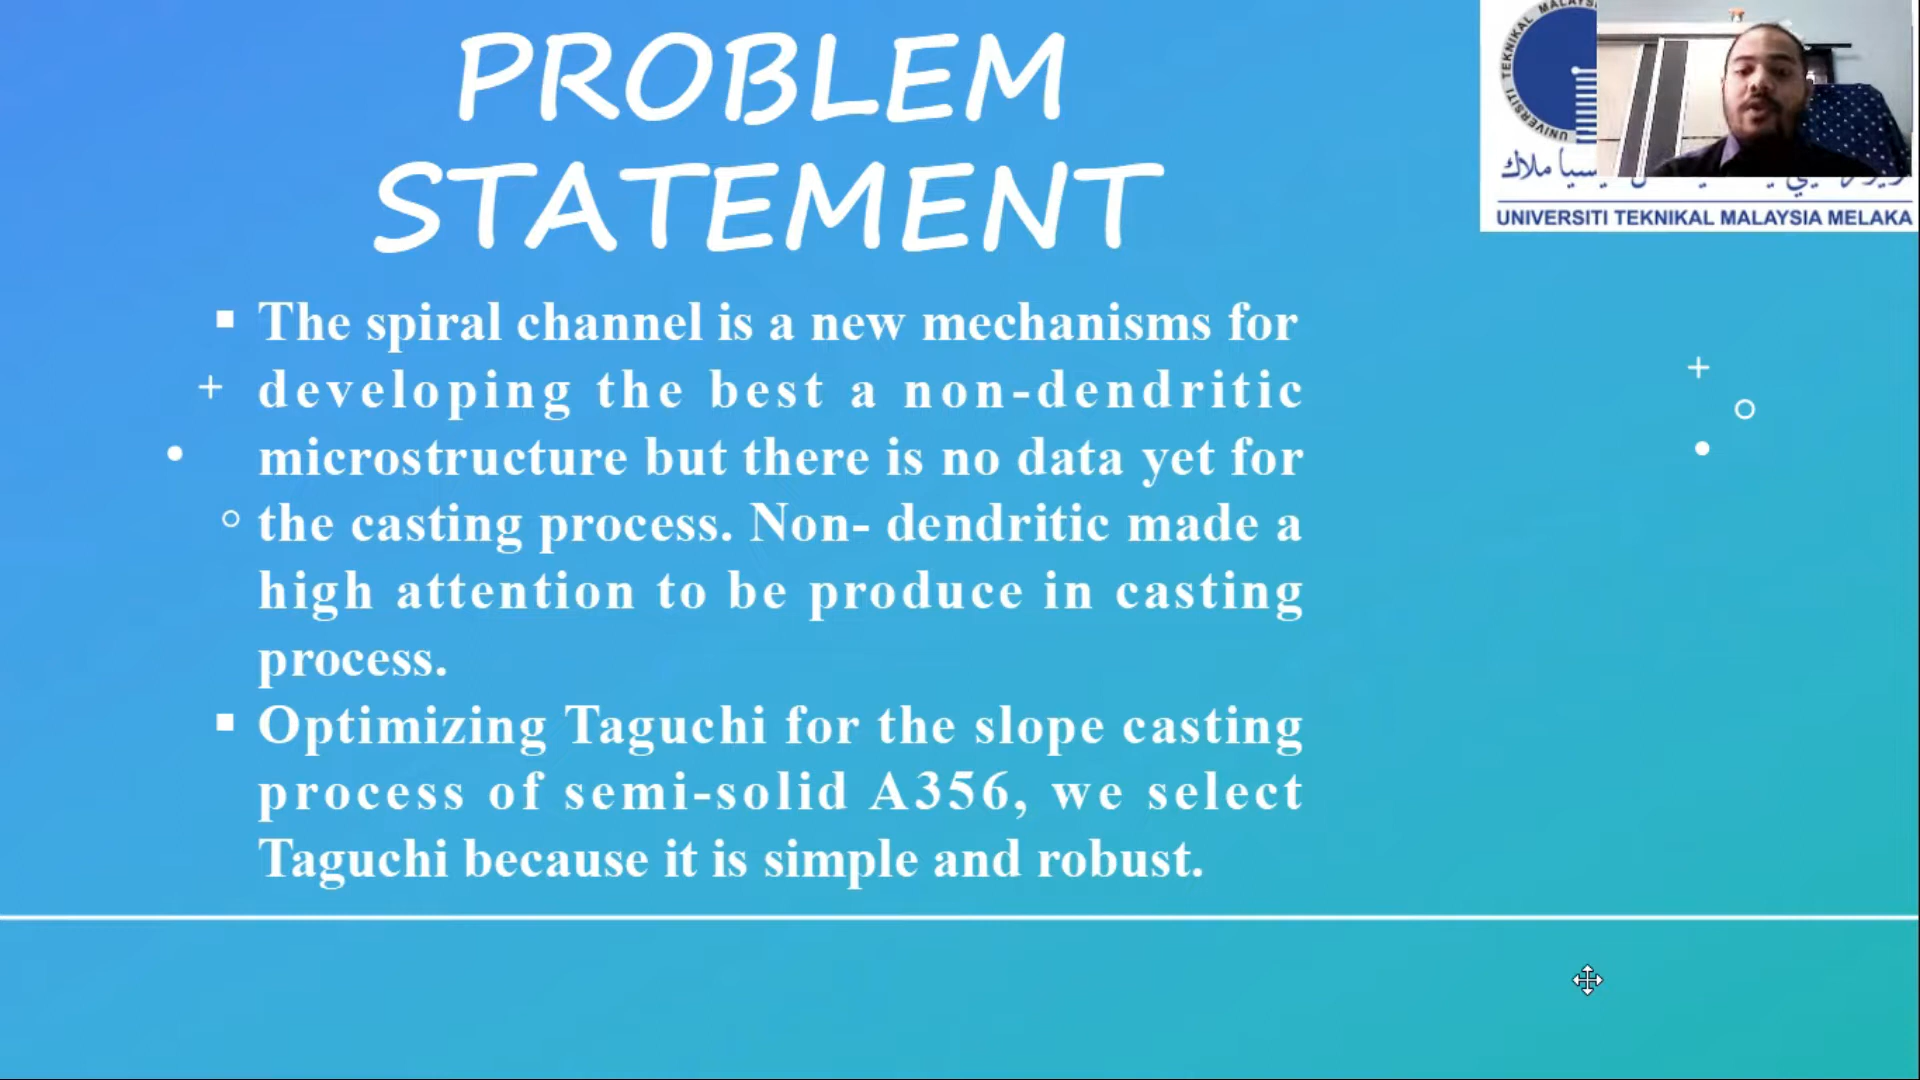 PROBLEM
STATEMENT
The spiral channel is a new mechanisms for
developing the best a non-dendritic
microstructure but there is no data yet for
the casting process. Non- dendritic made a
high attention to be produce in casting
process.
Optimizing Taguchi for the slope casting
process of semi-solid A356, we select
Taguchi because it is simple and robust.
UNIVERSITI TEKNIKAL
ملاك
UNIVERSITI TEKNIKAL MALAYSIA MELAKA